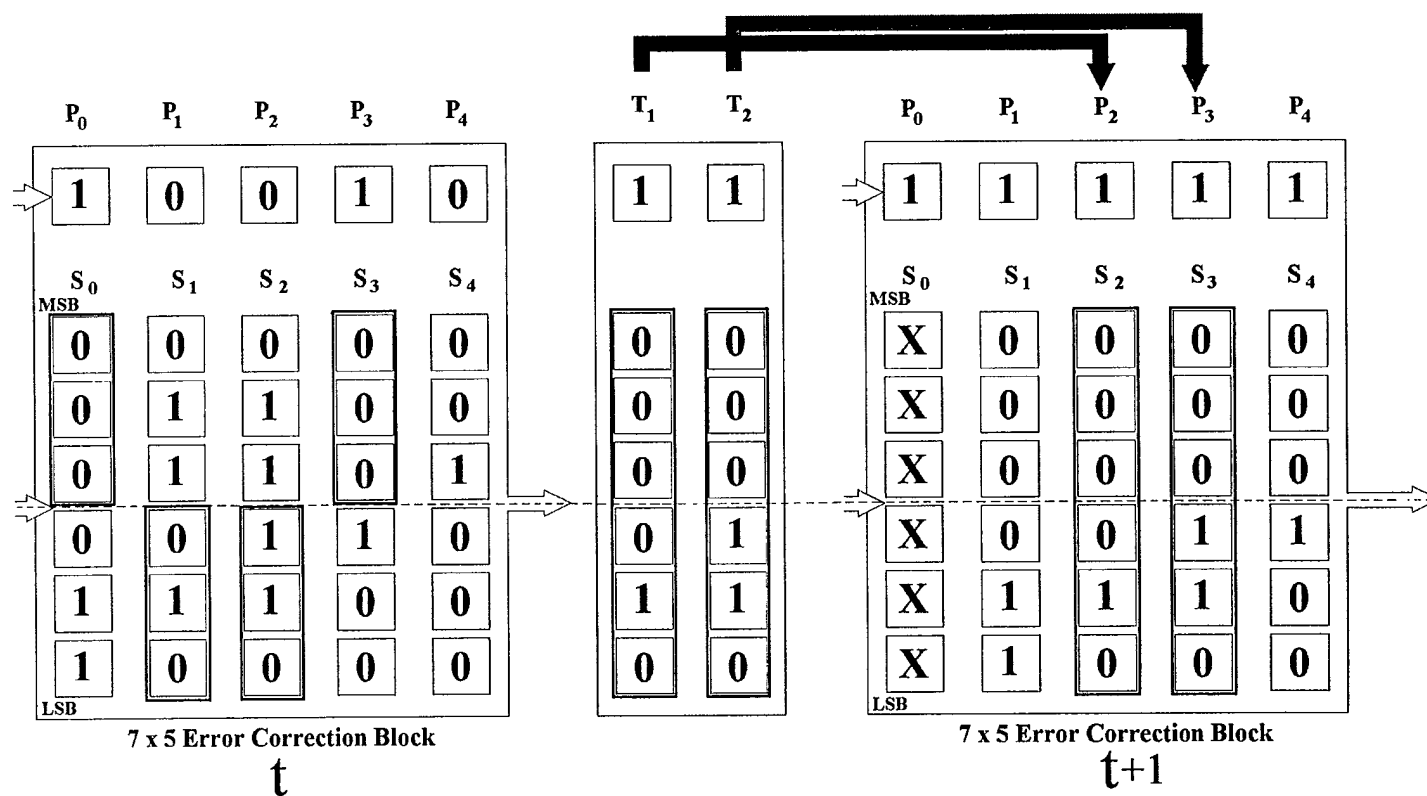 P0 P1 P2 P3 P4 T1 T2 P0 P1 P2 P3 P4
1 0 0 1 0 1 1 1 1 1 1 1
S0 S1 S2 S3 S4 S0 S1 S2 S3 S4
MSB MSB
0 0 0 0 0 0 0 X 0 0 0 0
0 1 1 0 0 0 0 X 0 0 0 0
0 1 1 0 1 0 0 X 0 0 0 0
0 0 1 1 0 0 1 X 0 0 1 1
1 1 1 0 0 1 1 X 1 1 1 0
1 0 0 0 0 0 0 X 1 0 0 0
LSB LSB
7 x 5 Error Correction Block 7 x 5 Error Correction Block
t t+1